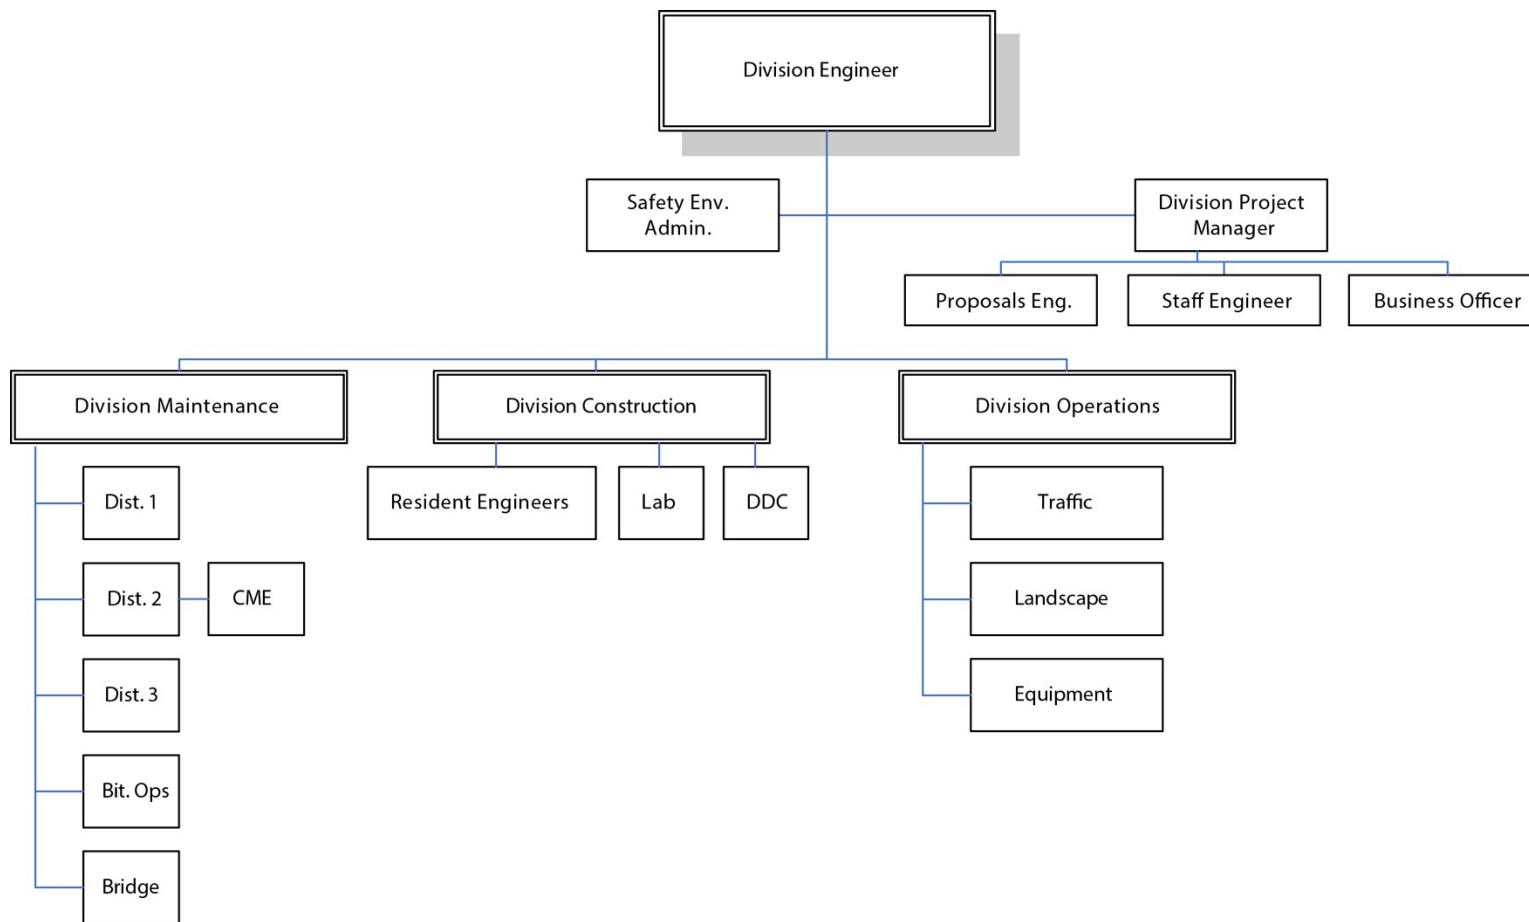 Division Engineer
Safety Env.
Admin.
Division Project
Manager
Proposals Eng.
Staff Engineer
Business Officer
Division Maintenance
Division Construction
Division Operations
Dist. 1
Dist. 2
CME
Dist. 3
Bit. Ops
Bridge
Resident Engineers
Lab
DDC
Traffic
Landscape
Equipment